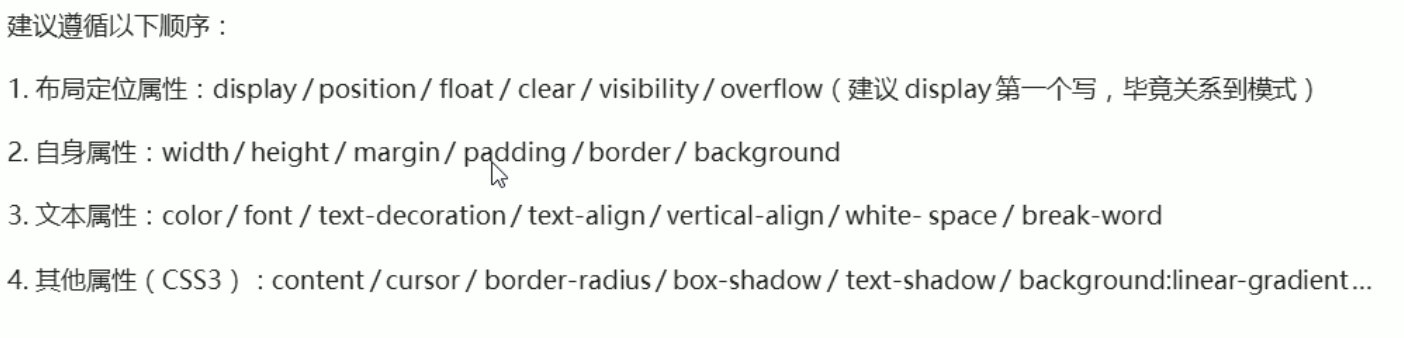 建议遵循以下顺序：
1. 布局定位属性：display / position / float / clear / visibility / overflow（建议 display 第一个写，毕竟关系到模式）
2. 自身属性：width / height / margin / padding / border / background
3. 文本属性：color / font / text-decoration / text-align / vertical-align / white- space / break-word
4. 其他属性（CSS3）：content / cursor / border-radius / box-shadow / text-shadow / background:linear-gradient…